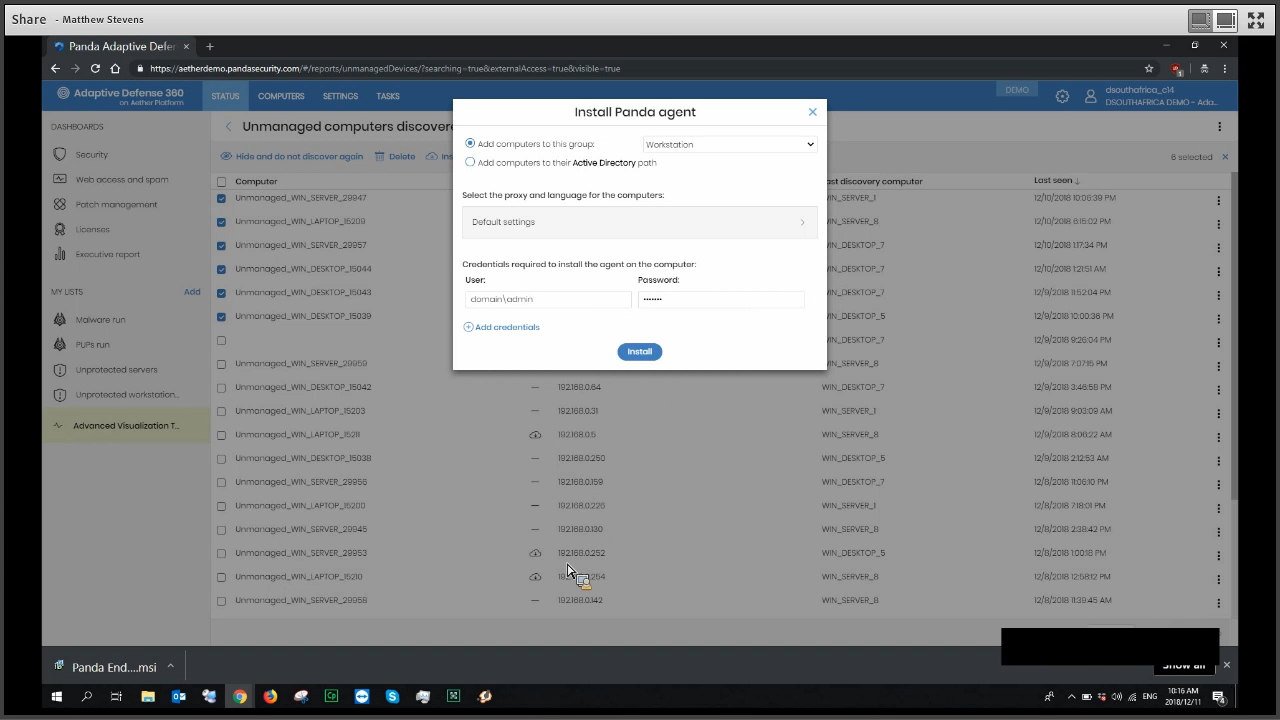 Share - Matthew Stevens
Panda Adaptive Defe
https://aetherdemo.pandasecurity.com/#/reports/unmanagedDevices/?searching=true&externalAccess=true&visible=true
Adaptive Defense 360
on Aether Platform
STATUS COMPUTERS SETTINGS TASKS
DEMO
dsouthafrica_c14
DSOUTHAFRICA DEMO - Ada...
DASHBOARDS
Security
Web access and spam
Patch management
Licenses
Executive report
MY LISTS Add
Malware run
PUPs run
Unprotected servers
Unprotected workstation...
Advanced Visualization T...
Unmanaged computers discove
Hide and do not discover again Delete
6 selected
Install Panda agent
Add computers to this group: Workstation
Add computers to their Active Directory path
Select the proxy and language for the computers:
Default settings
Credentials required to install the agent on the computer:
User: Password:
domain\admin •••••••
Add credentials
Install
Computer discovery computer Last seen
Unmanaged_WIN_SERVER_29947 WIN_SERVER_1 12/10/2018 10:06:39 PM
Unmanaged_WIN_LAPTOP_15209 WIN_SERVER_8 12/10/2018 6:15:02 PM
Unmanaged_WIN_SERVER_29957 WIN_DESKTOP_7 12/10/2018 1:17:34 PM
Unmanaged_WIN_DESKTOP_15044 WIN_DESKTOP_7 12/10/2018 1:21:51 AM
Unmanaged_WIN_DESKTOP_15043 WIN_DESKTOP_7 12/9/2018 11:52:04 PM
Unmanaged_WIN_DESKTOP_15039 WIN_DESKTOP_5 12/9/2018 10:00:36 PM
WIN_DESKTOP_7 12/9/2018 9:26:04 PM
Unmanaged_WIN_SERVER_29959 WIN_SERVER_8 12/9/2018 7:07:15 PM
Unmanaged_WIN_DESKTOP_15042 — 192.168.0.64 WIN_DESKTOP_7 12/9/2018 3:46:58 PM
Unmanaged_WIN_LAPTOP_15203 — 192.168.0.31 WIN_SERVER_1 12/9/2018 9:03:09 AM
Unmanaged_WIN_LAPTOP_15211 192.168.0.5 WIN_SERVER_8 12/9/2018 8:06:22 AM
Unmanaged_WIN_DESKTOP_15038 — 192.168.0.250 WIN_DESKTOP_5 12/9/2018 2:12:53 AM
Unmanaged_WIN_SERVER_29956 — 192.168.0.159 WIN_DESKTOP_7 12/8/2018 11:06:10 PM
Unmanaged_WIN_LAPTOP_15200 — 192.168.0.226 WIN_SERVER_1 12/8/2018 7:18:01 PM
Unmanaged_WIN_SERVER_29945 — 192.168.0.130 WIN_SERVER_8 12/8/2018 2:38:42 PM
Unmanaged_WIN_SERVER_29953 192.168.0.252 WIN_DESKTOP_5 12/8/2018 1:00:18 PM
Unmanaged_WIN_LAPTOP_15210 WIN_SERVER_8 12/8/2018 12:58:12 PM
Unmanaged_WIN_SERVER_29958 — 192.168.0.142 WIN_SERVER_8 12/8/2018 11:39:45 AM
Panda End....msi
Show all
ENG
10:16 AM
2018/12/11